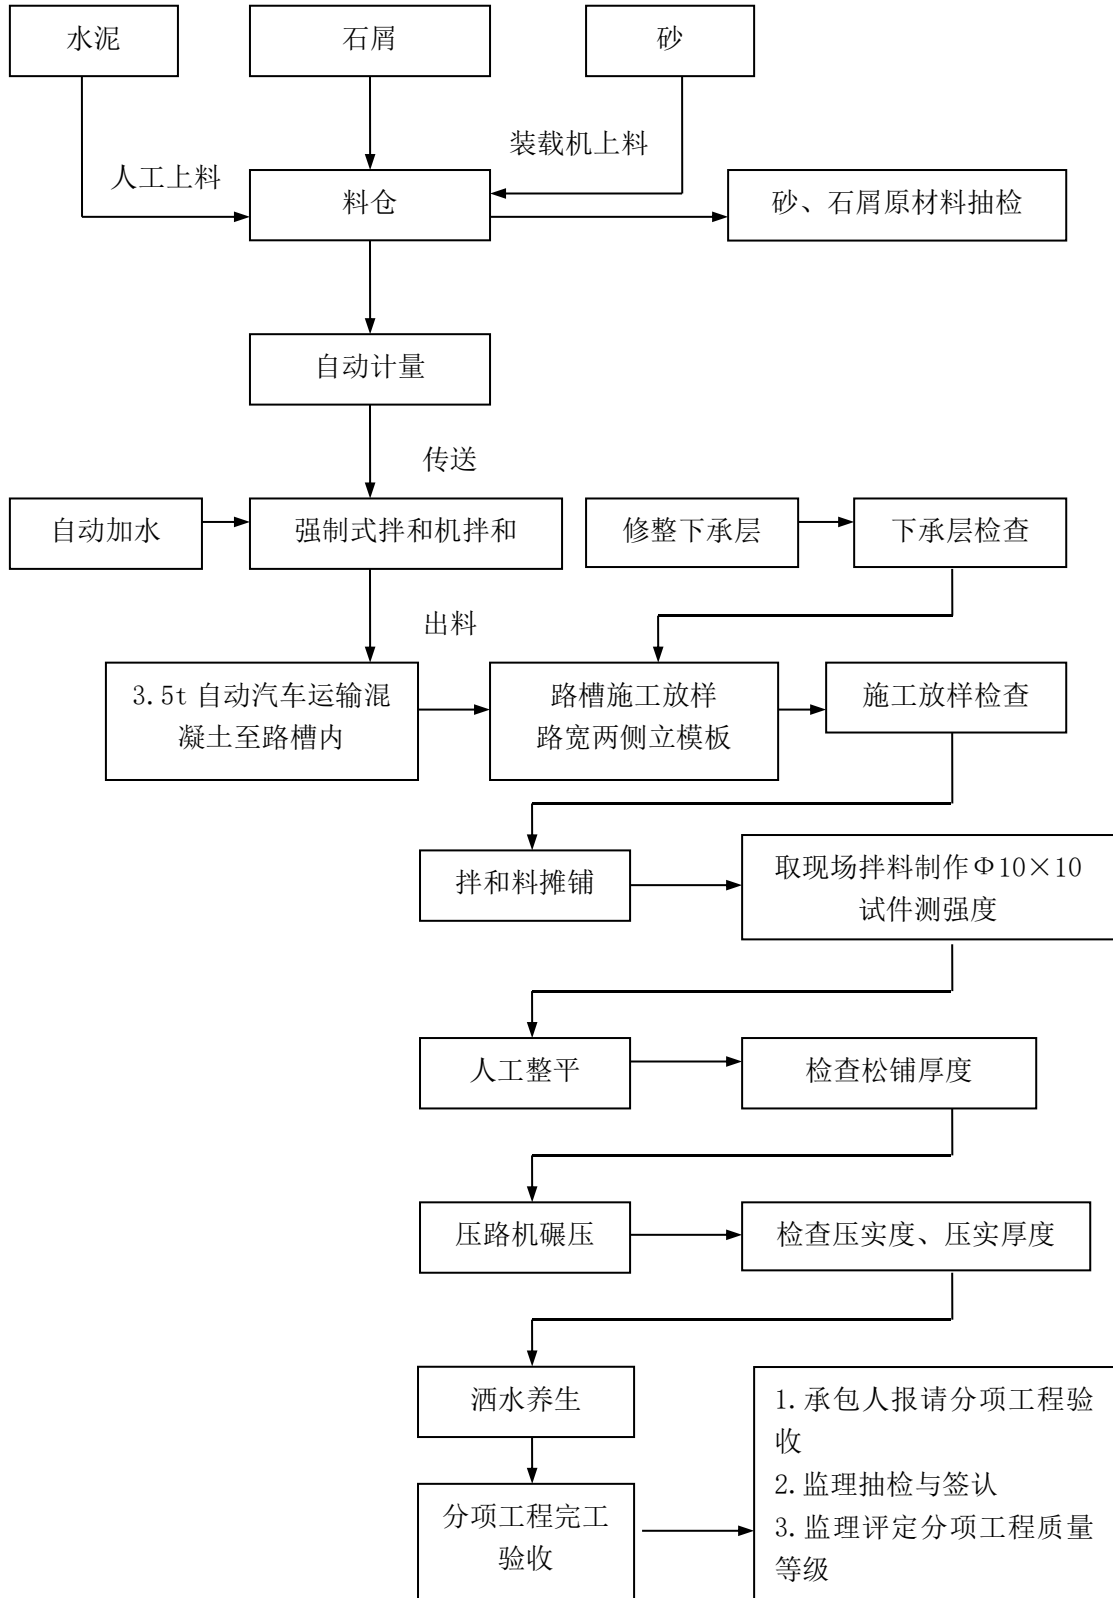 水泥
石屑
砂
装载机上料
人工上料
料仓
砂、石屑原材料抽检
自动计量
传送
自动加水
强制式拌和机拌和
修整下承层
下承层检查
出料
3.5t 自动汽车运输混
凝土至路槽内
路槽施工放样
路宽两侧立模板
施工放样检查
拌和料摊铺
取现场拌料制作Φ10×10
试件测强度
人工整平
检查松铺厚度
压路机碾压
检查压实度、压实厚度
洒水养生
分项工程完工
验收
1.承包人报请分项工程验
收
2.监理抽检与签认
3.监理评定分项工程质量
等级